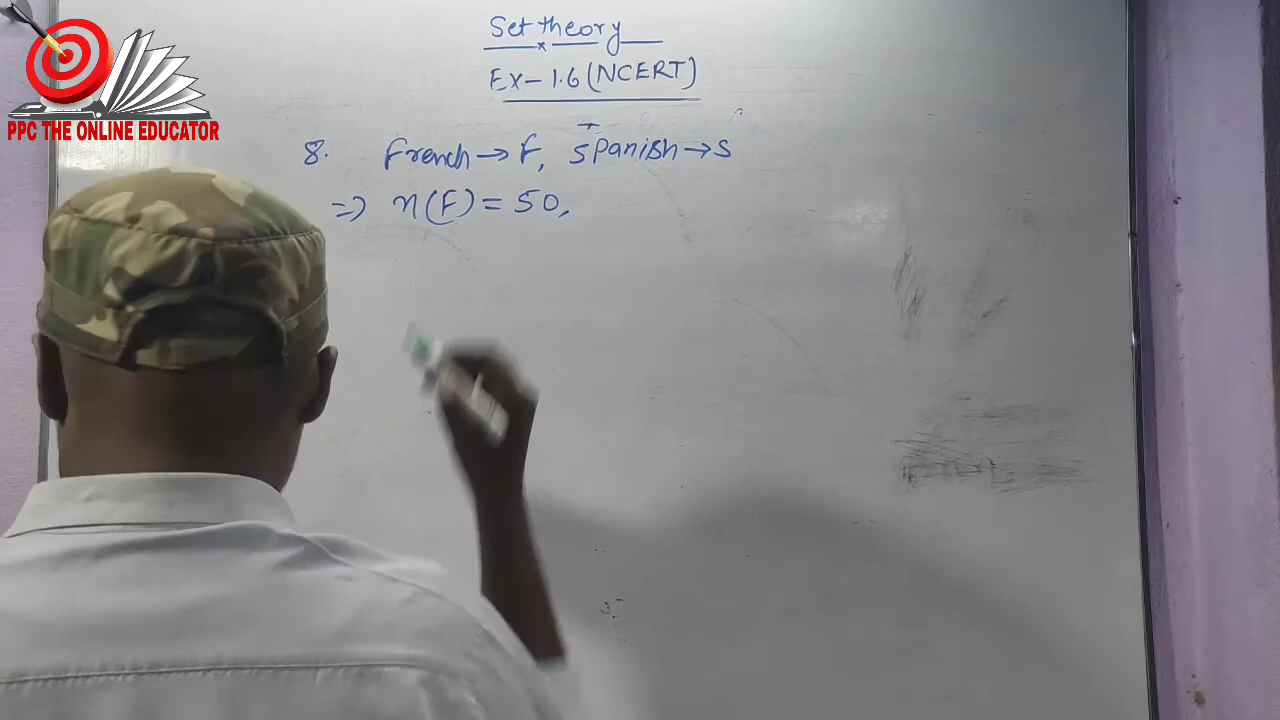 Set theory
Ex-1.6 (NCERT)
PPC THE ONLINE EDUCATOR
8. French → F, Spanish → S
⇒ n(F) = 50,